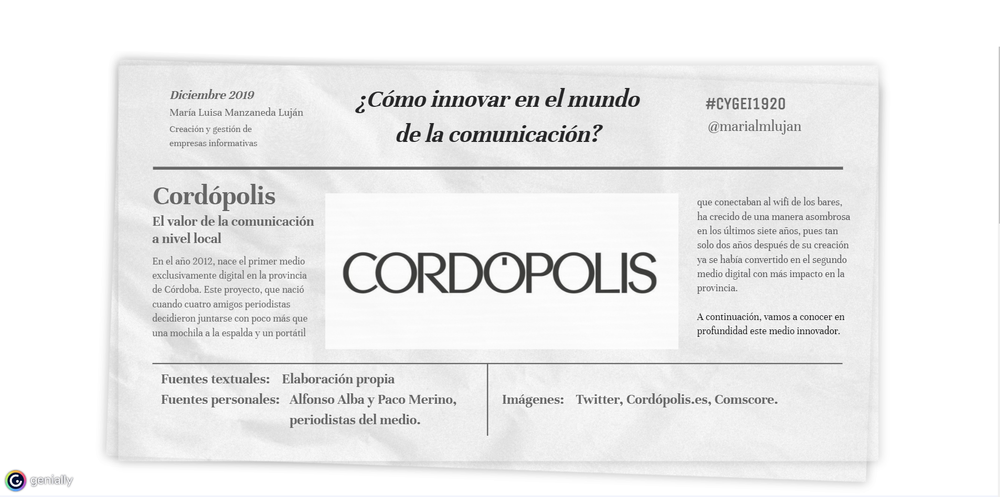 Diciembre 2019
María Luisa Manzaneda Luján
Creación y gestión de
empresas informativas
¿Cómo innovar en el mundo
de la comunicación?
#CYGEI1920
@marialmlujan
Cordópolis
El valor de la comunicación
a nivel local
En el año 2012, nace el primer medio
exclusivamente digital en la provincia
de Córdoba. Este proyecto, que nació
cuando cuatro amigos periodistas
decidieron juntarse con poco más que
una mochila a la espalda y un portátil
CORDÓPOLIS
que conectaban al wifi de los bares,
ha crecido de una manera asombrosa
en los últimos siete años, pues tan
solo dos años después de su creación
ya se había convertido en el segundo
medio digital con más impacto en la
provincia.
A continuación, vamos a conocer en
profundidad este medio innovador.
Fuentes textuales: Elaboración propia
Fuentes personales: Alfonso Alba y Paco Merino,
periodistas del medio.
Imágenes: Twitter, Cordópolis.es, Comscore.
genially